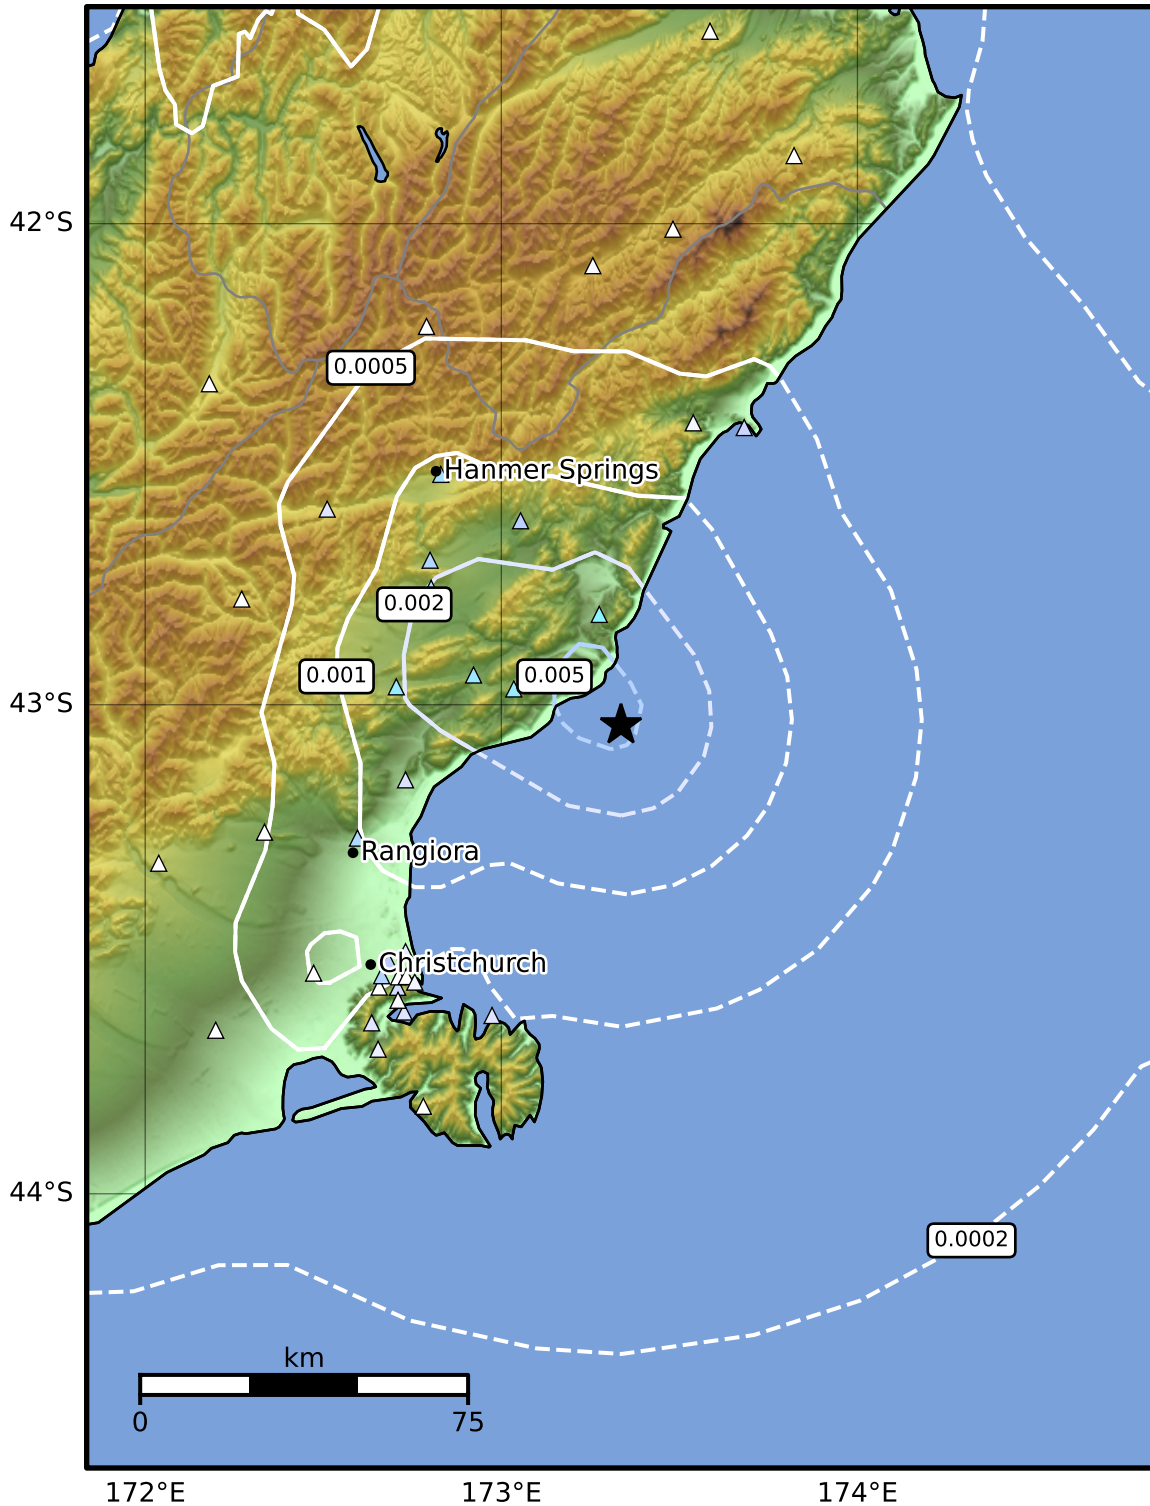 42°S
0.0005
Hanmer Springs
0.002
0.001
0.005
43°S
Rangiora
Christchurch
44°S
0.0002
km
0
75
172°E
173°E
174°E